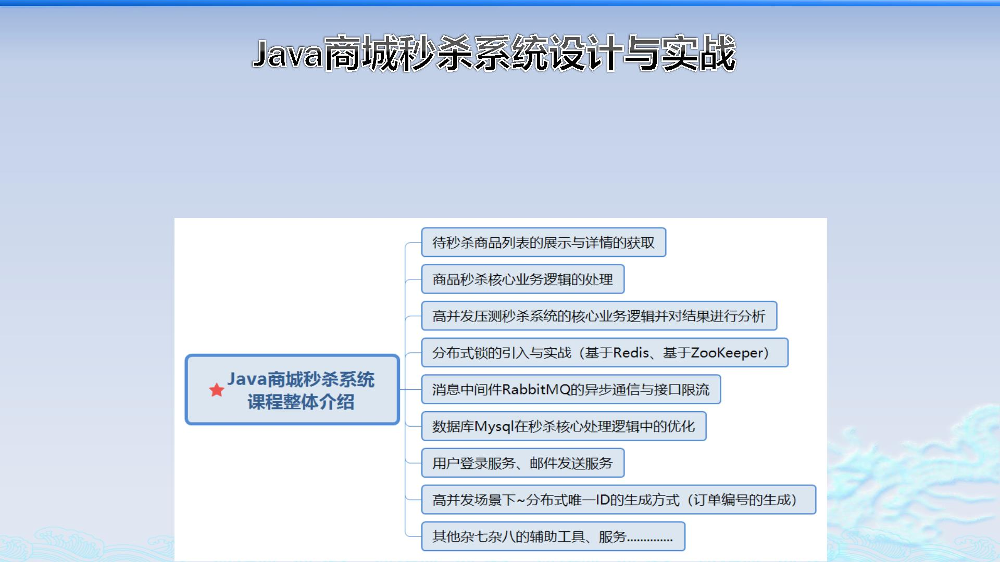 Java商城秒杀系统设计与实战
待秒杀商品列表的展示与详情的获取
商品秒杀核心业务逻辑的处理
高并发压测秒杀系统的核心业务逻辑并对结果进行分析
分布式锁的引入与实战（基于Redis、基于ZooKeeper）
Java商城秒杀系统
课程整体介绍
消息中间件RabbitMQ的异步通信与接口限流
数据库Mysql在秒杀核心处理逻辑中的优化
用户登录服务、邮件发送服务
高并发场景下~分布式唯一ID的生成方式（订单编号的生成）
其他杂七杂八的辅助工具、服务..............